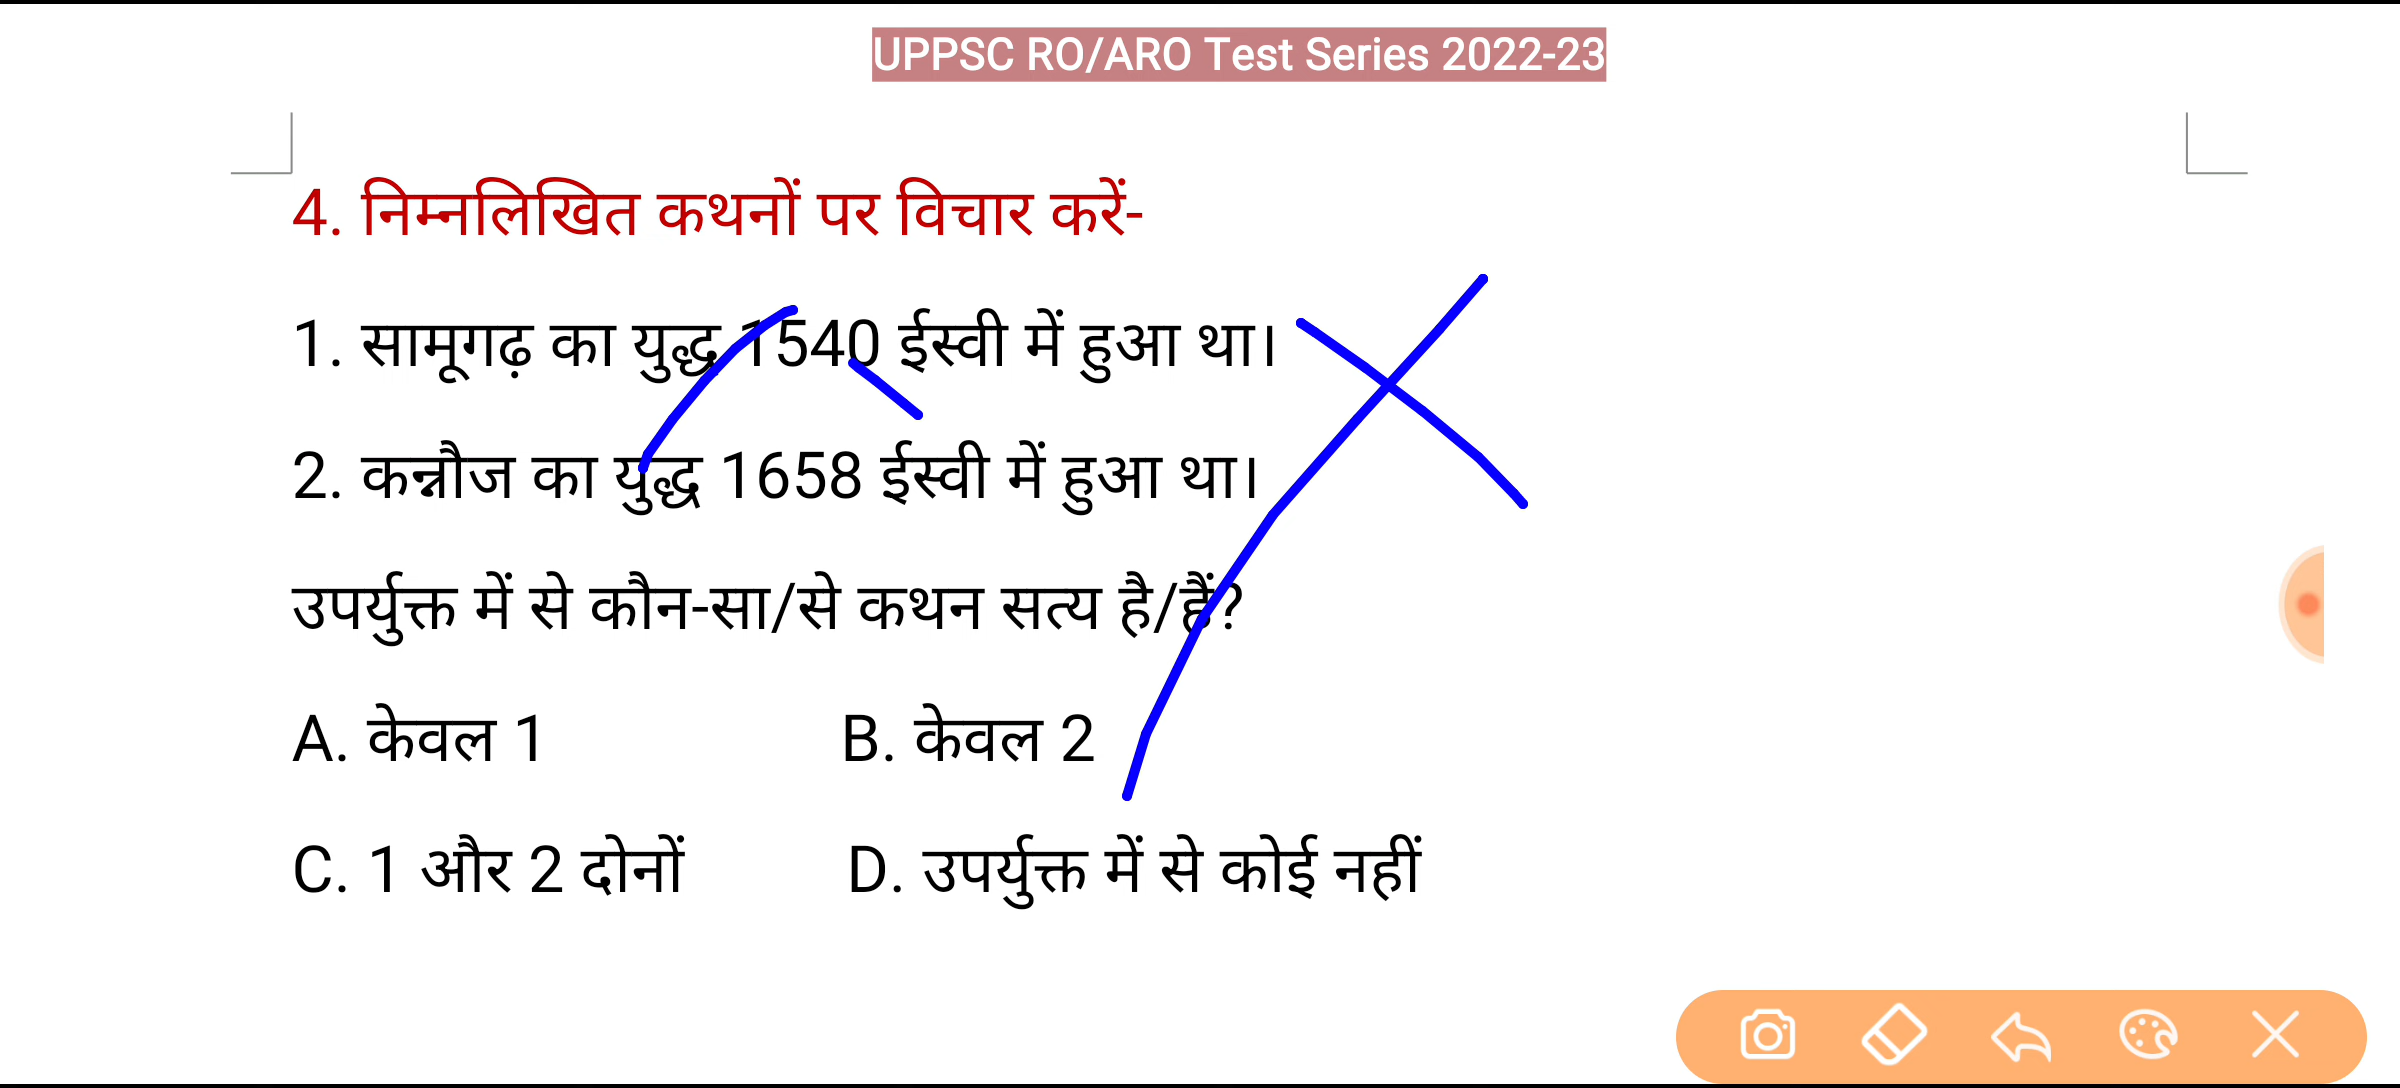 UPPSC RO/ARO Test Series 2022-23
4. निम्नलिखित कथनों पर विचार करें-
1. सामूगढ़ का युद्ध 1540 ईस्वी में हुआ था।
2. कन्नौज का युद्ध 1658 ईस्वी में हुआ था।
उपर्युक्त में से कौन-सा/से कथन सत्य है/हैं?
A. केवल 1 B. केवल 2
C. 1 और 2 दोनों D. उपर्युक्त में से कोई नहीं